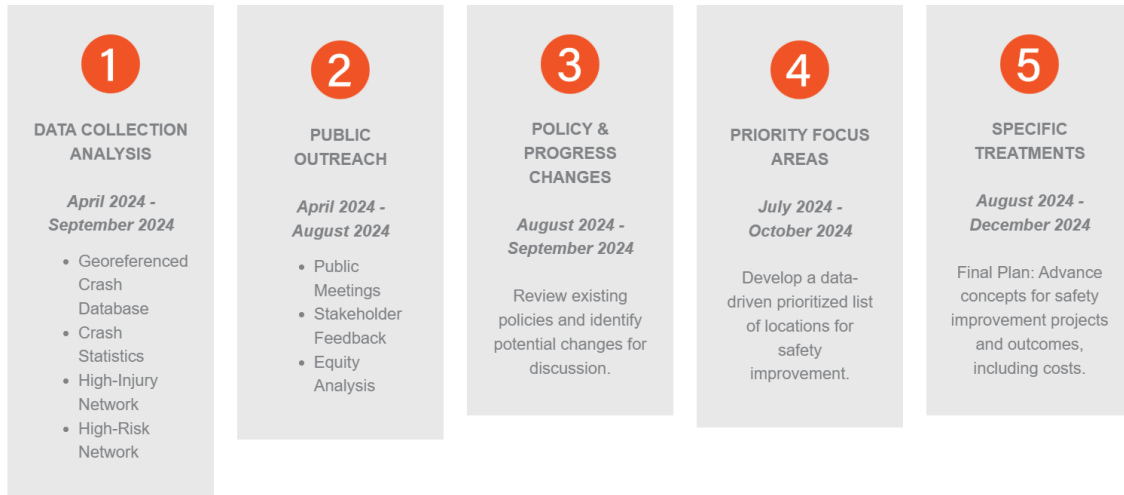 1
DATA COLLECTION
ANALYSIS
April 2024 -
September 2024
• Georeferenced
Crash
Database
• Crash
Statistics
• High-Injury
Network
• High-Risk
Network
2
PUBLIC
OUTREACH
April 2024 -
August 2024
• Public
Meetings
• Stakeholder
Feedback
• Equity
Analysis
3
POLICY &
PROGRESS
CHANGES
August 2024 -
September 2024
Review existing
policies and identify
potential changes for
discussion.
4
PRIORITY FOCUS
AREAS
July 2024 -
October 2024
Develop a data-
driven prioritized list
of locations for
safety
improvement.
5
SPECIFIC
TREATMENTS
August 2024 -
December 2024
Final Plan: Advance
concepts for safety
improvement projects
and outcomes,
including costs.